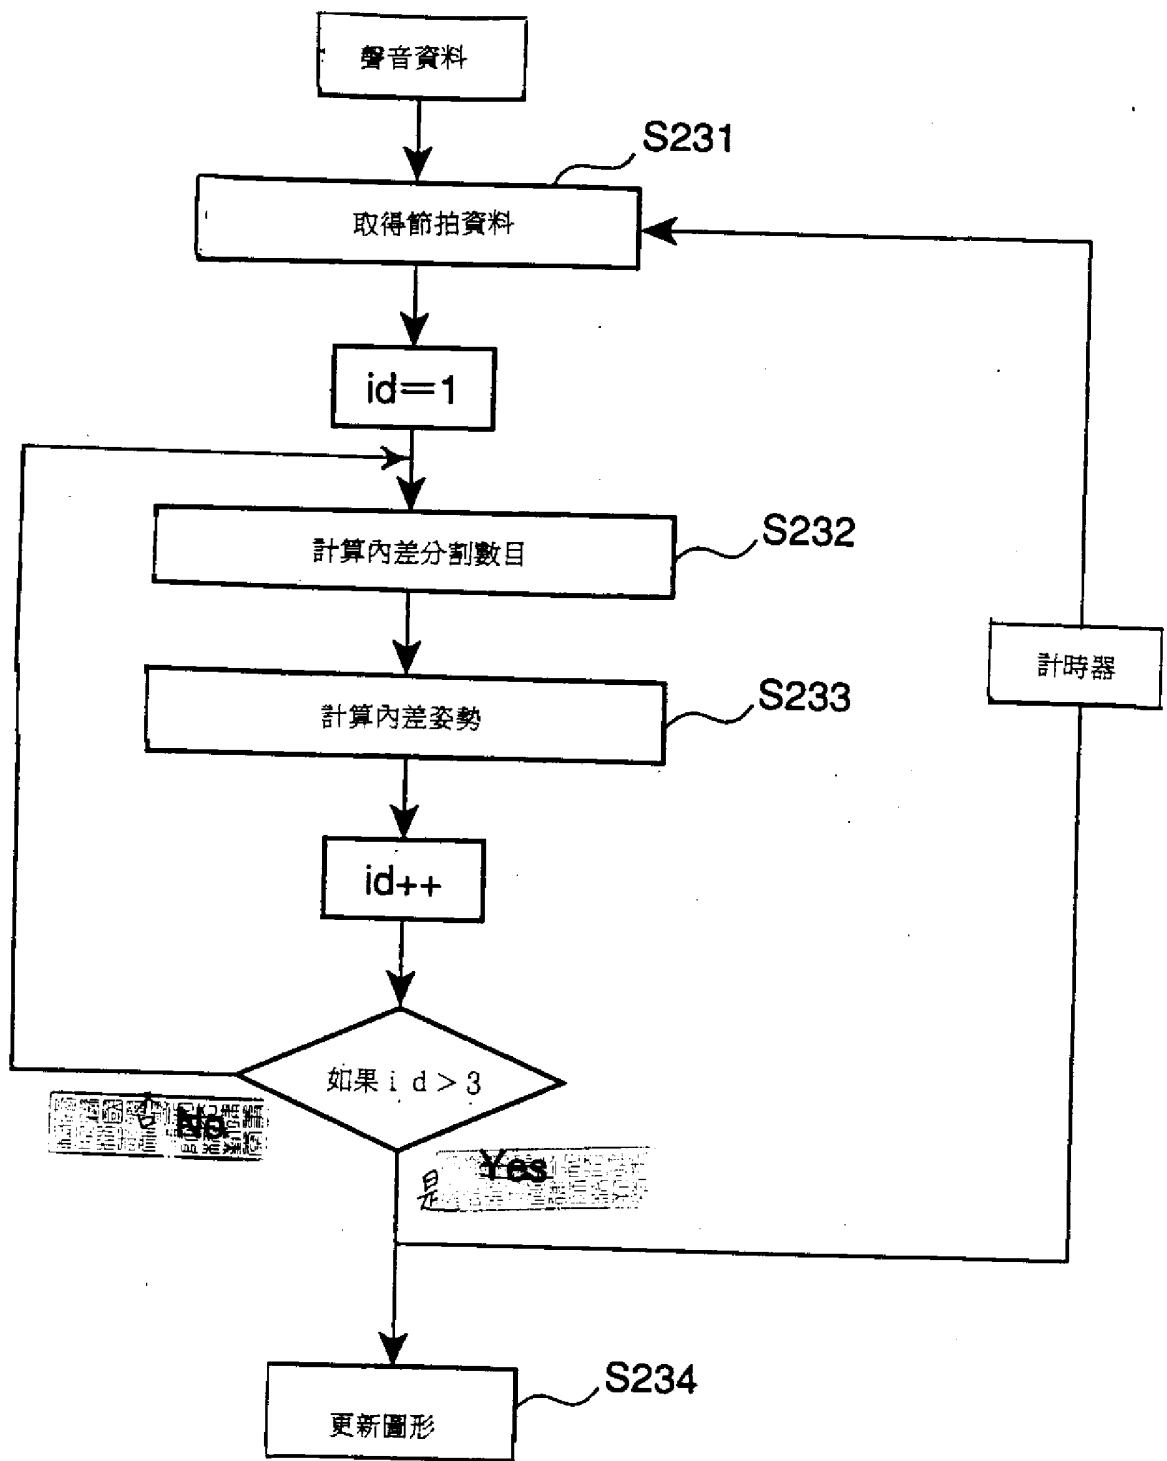 聲音資料
S231
取得節拍資料
id=1
S232
計算內差分割數目
S233
計算內差姿勢
計時器
id++
如果id>3
否 No
是 Yes
S234
更新圖形